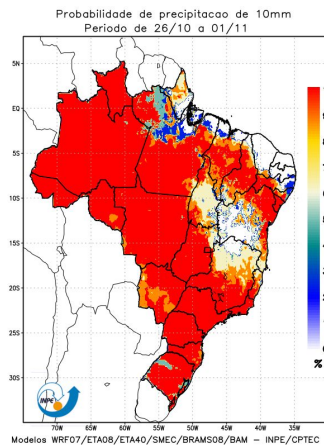 Probabilidade de precipitacao de 10mm
Periodo de 26/10 a 01/11
5N
EQ
5S
10S
15S
20S
25S
30S
70W
65W
60W
55W
50W
45W
40W
35W
%
INPE
Modelos WRF07/ETA08/ETA40/SMEC/BRAMS08/BAM – INPE/CPTEC